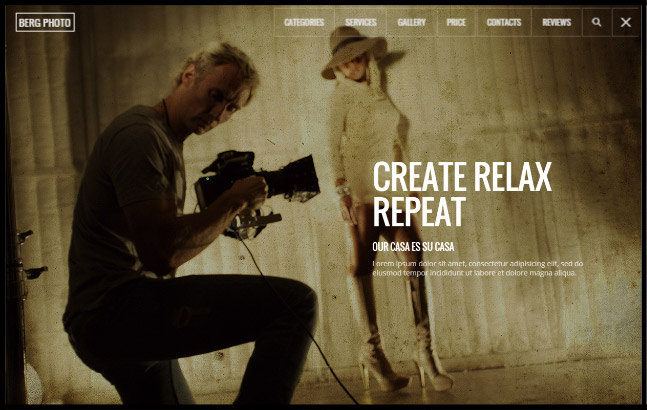 BERG PHOTO
CATEGORIES SERVICES GALLERY PRICE CONTACTS REVIEWS
CREATE RELAX
REPEAT
OUR CASA ES SU CASA
Lorem ipsum dolor sit amet, consectetur adipisicing elit, sed do
eiusmod tempor incididunt ut labore et dolore magna aliqua.